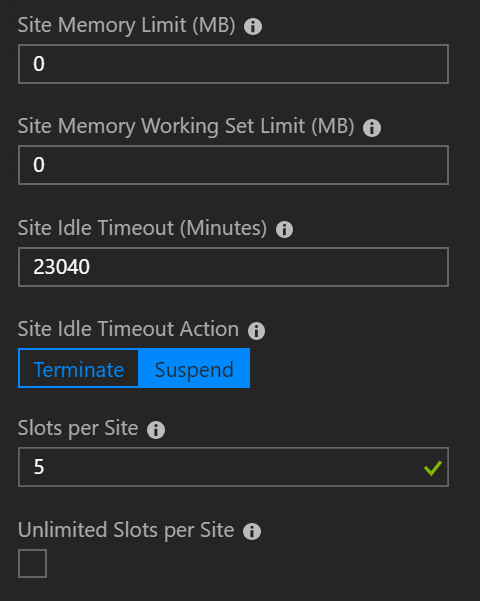 Site Memory Limit (MB)
0
Site Memory Working Set Limit (MB)
0
Site Idle Timeout (Minutes)
23040
Site Idle Timeout Action
Terminate Suspend
Slots per Site
5
Unlimited Slots per Site